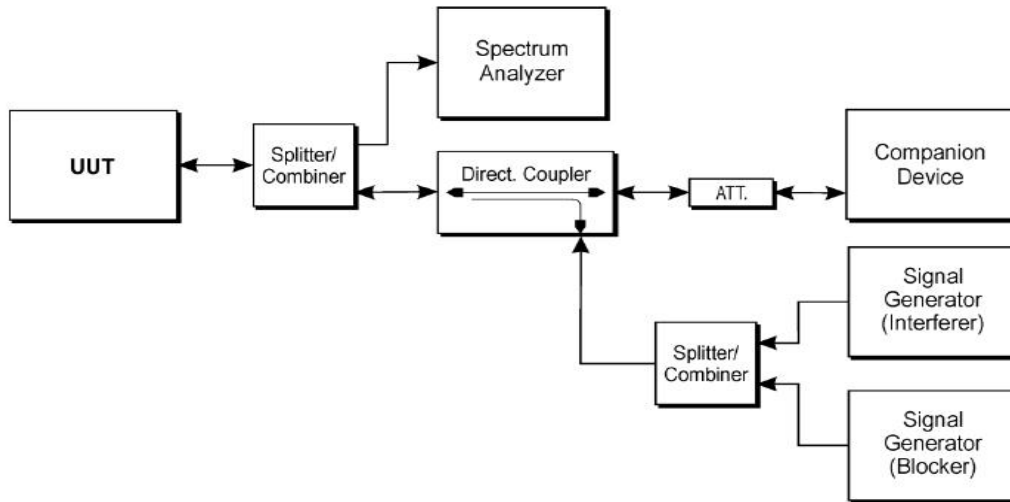 Spectrum
Analyzer
UUT
Splitter/
Combiner
Direct. Coupler
ATT.
Companion
Device
Signal
Generator
(Interferer)
Splitter/
Combiner
Signal
Generator
(Blocker)